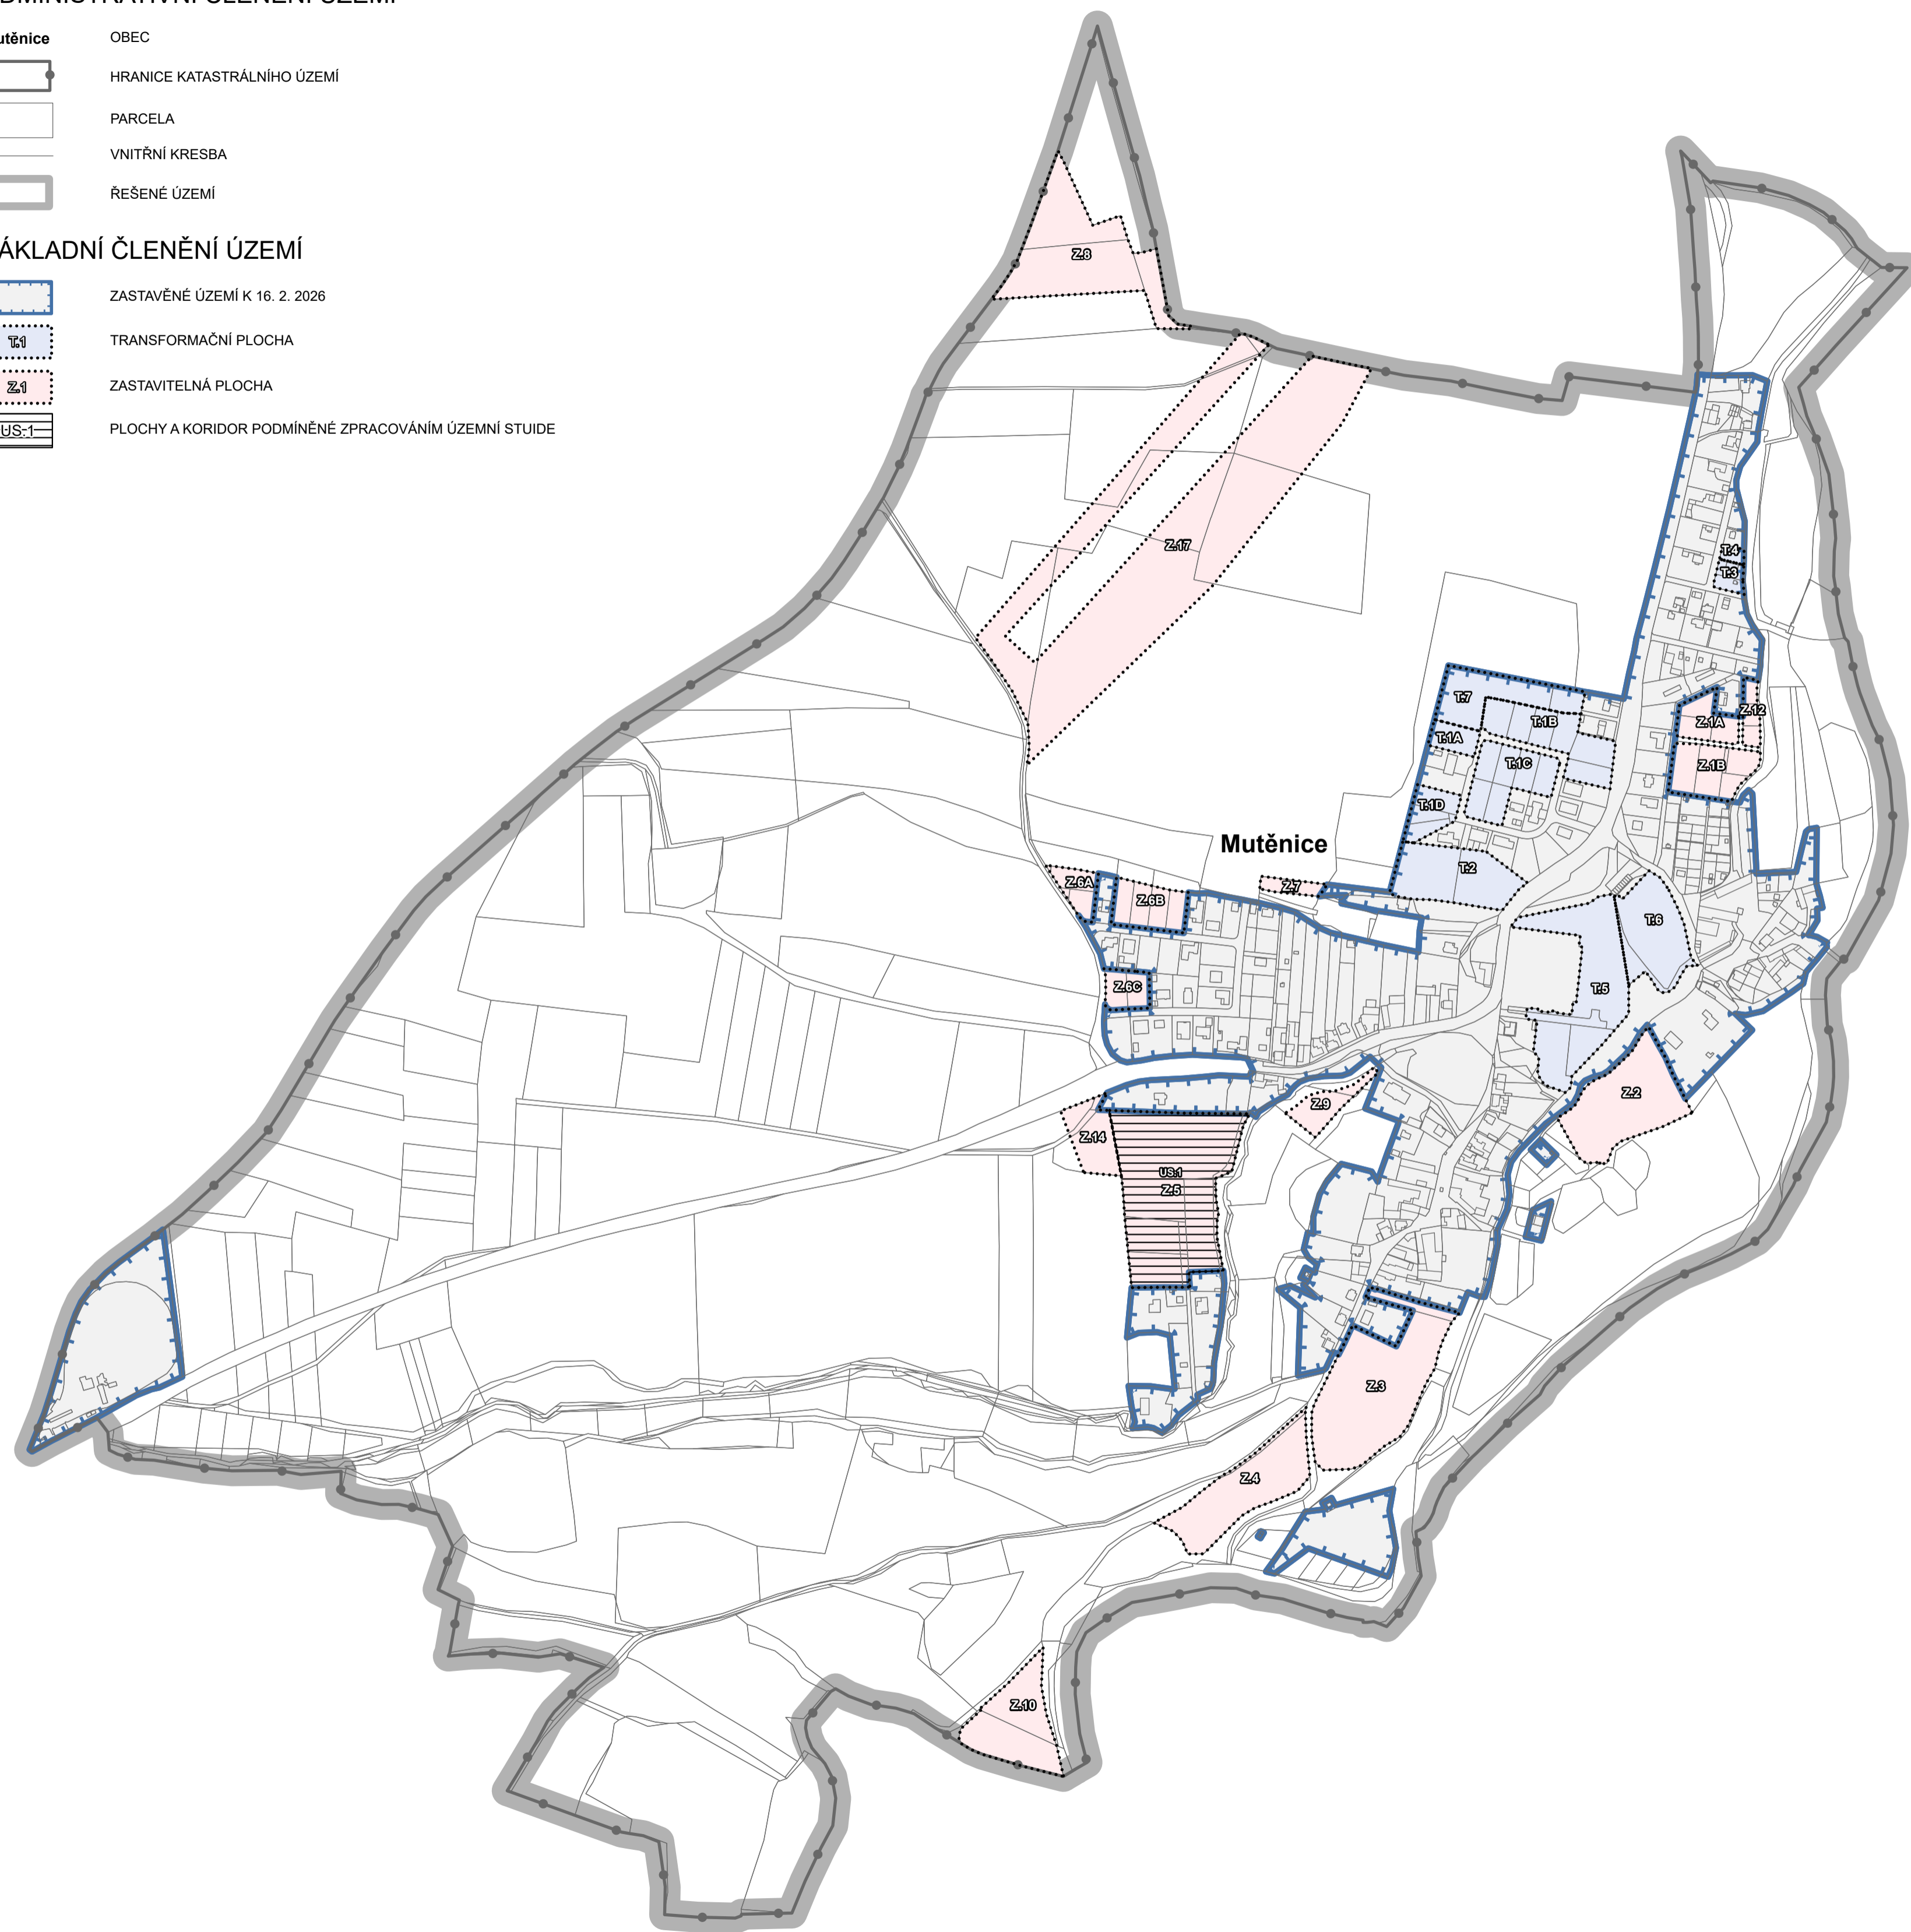 DMINISTRATIVNÍ ČLENĚNÍ ÚZEMÍ
utěnice OBEC
HRANICE KATASTRÁLNÍHO ÚZEMÍ
PARCELA
VNITŘNÍ KRESBA
ŘEŠENÉ ÚZEMÍ
ÁKLADNÍ ČLENĚNÍ ÚZEMÍ
ZASTAVĚNÉ ÚZEMÍ K 16. 2. 2026
T.1 TRANSFORMAČNÍ PLOCHA
Z.1 ZASTAVITELNÁ PLOCHA
US.1 PLOCHY A KORIDOR PODMÍNĚNÉ ZPRACOVÁNÍM ÚZEMNÍ STUIDE
Z.8
Z.17
T.4
T.3
T.7
T.1B
T.1A
T.1C
T.1D
Z.12
Z.1A
Z.1B
Mutěnice
T.2
Z.7
Z.6A
Z.6B
Z.6C
T.6
T.5
Z.2
Z.9
Z.14
US.1
Z.5
Z.3
Z.4
Z.10